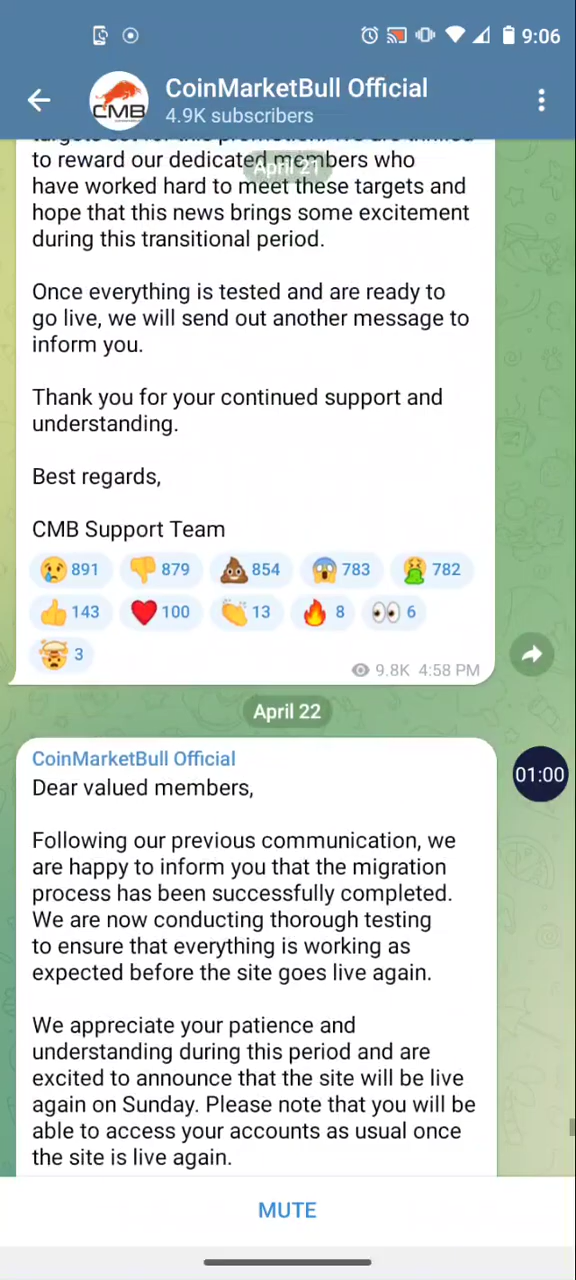 9:06
CMB
CoinMarketBull Official
4.9K subscribers
April 21
to reward our dedicated members who
have worked hard to meet these targets and
hope that this news brings some excitement
during this transitional period.
Once everything is tested and are ready to
go live, we will send out another message to
inform you.
Thank you for your continued support and
understanding.
Best regards,
CMB Support Team
891 879 854 783 782
143 100 13 8 6
3
9.8K 4:58 PM
April 22
CoinMarketBull Official
Dear valued members,
01:00
Following our previous communication, we
are happy to inform you that the migration
process has been successfully completed.
We are now conducting thorough testing
to ensure that everything is working as
expected before the site goes live again.
We appreciate your patience and
understanding during this period and are
excited to announce that the site will be live
again on Sunday. Please note that you will be
able to access your accounts as usual once
the site is live again.
MUTE